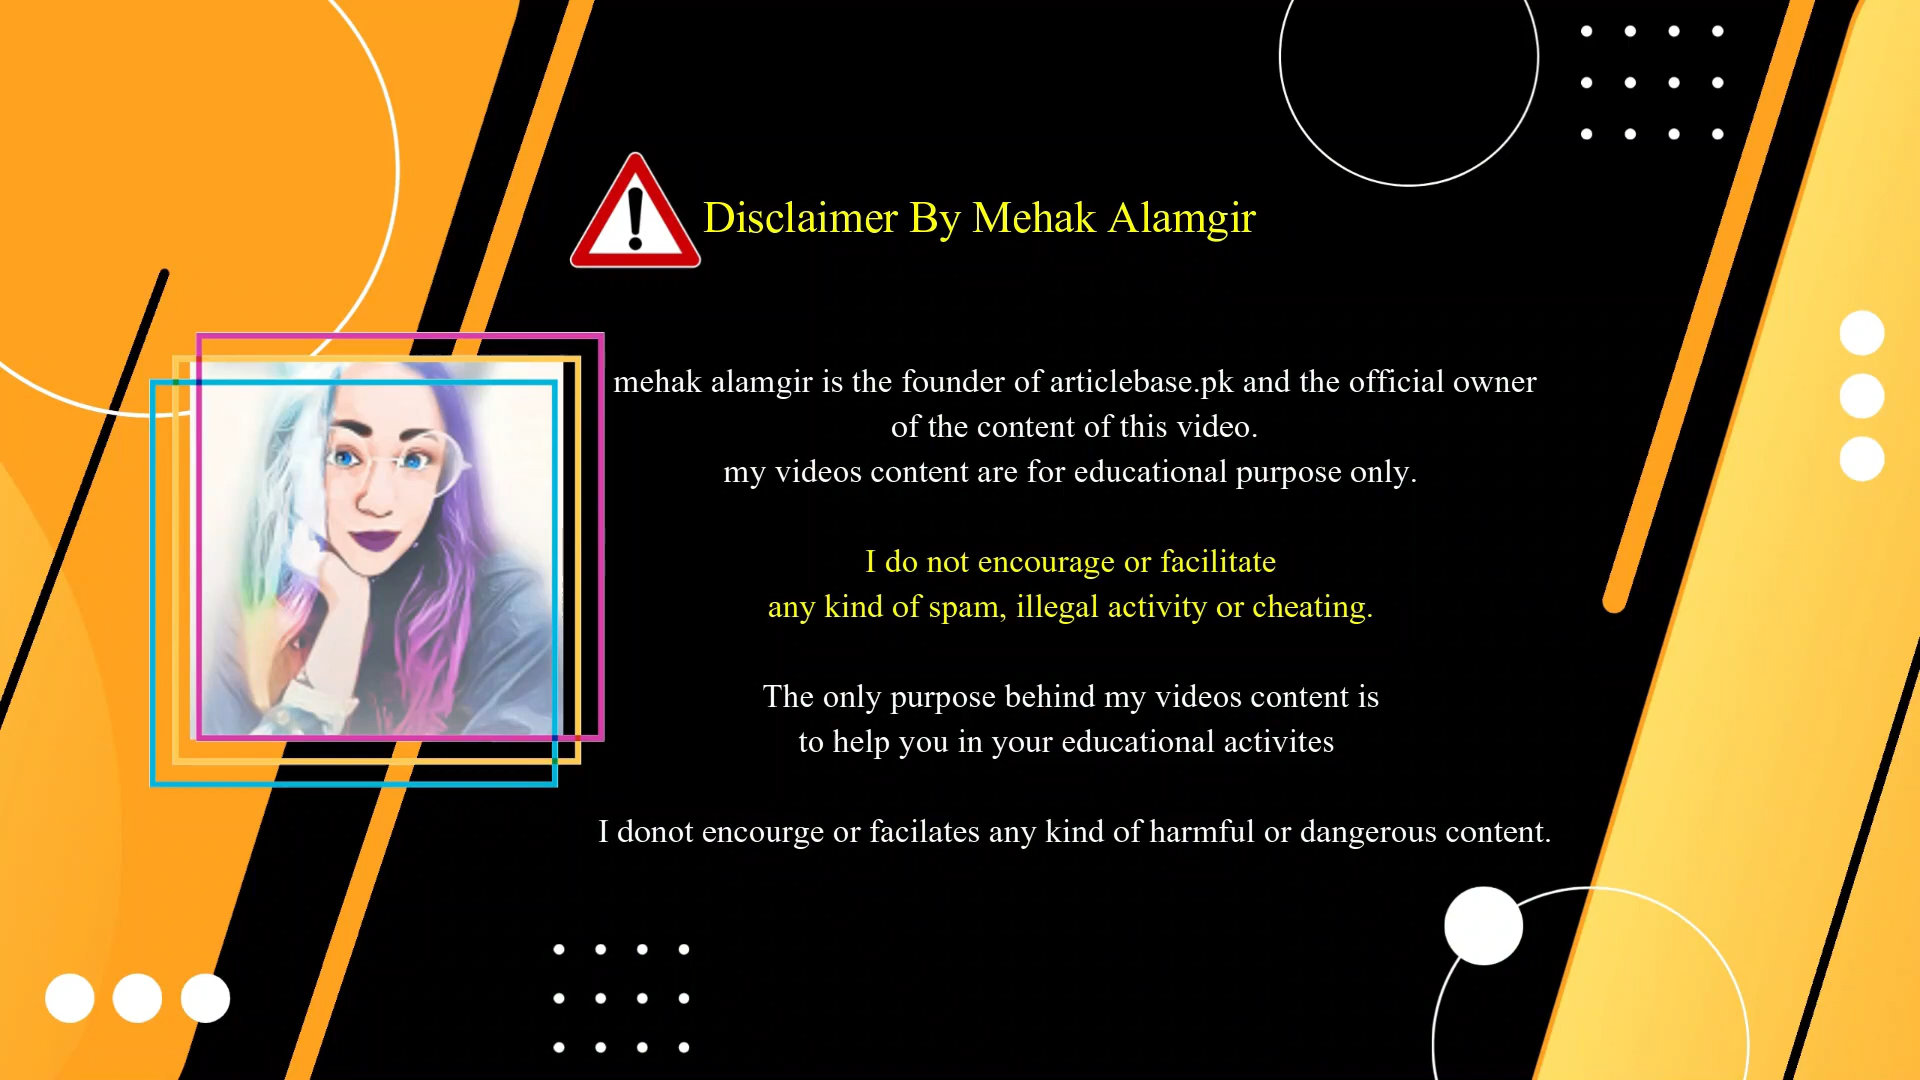 Disclaimer By Mehak Alamgir
mehak alamgir is the founder of articlebase.pk and the official owner
of the content of this video.
my videos content are for educational purpose only.
I do not encourage or facilitate
any kind of spam, illegal activity or cheating.
The only purpose behind my videos content is
to help you in your educational activites
I donot encourge or facilates any kind of harmful or dangerous content.